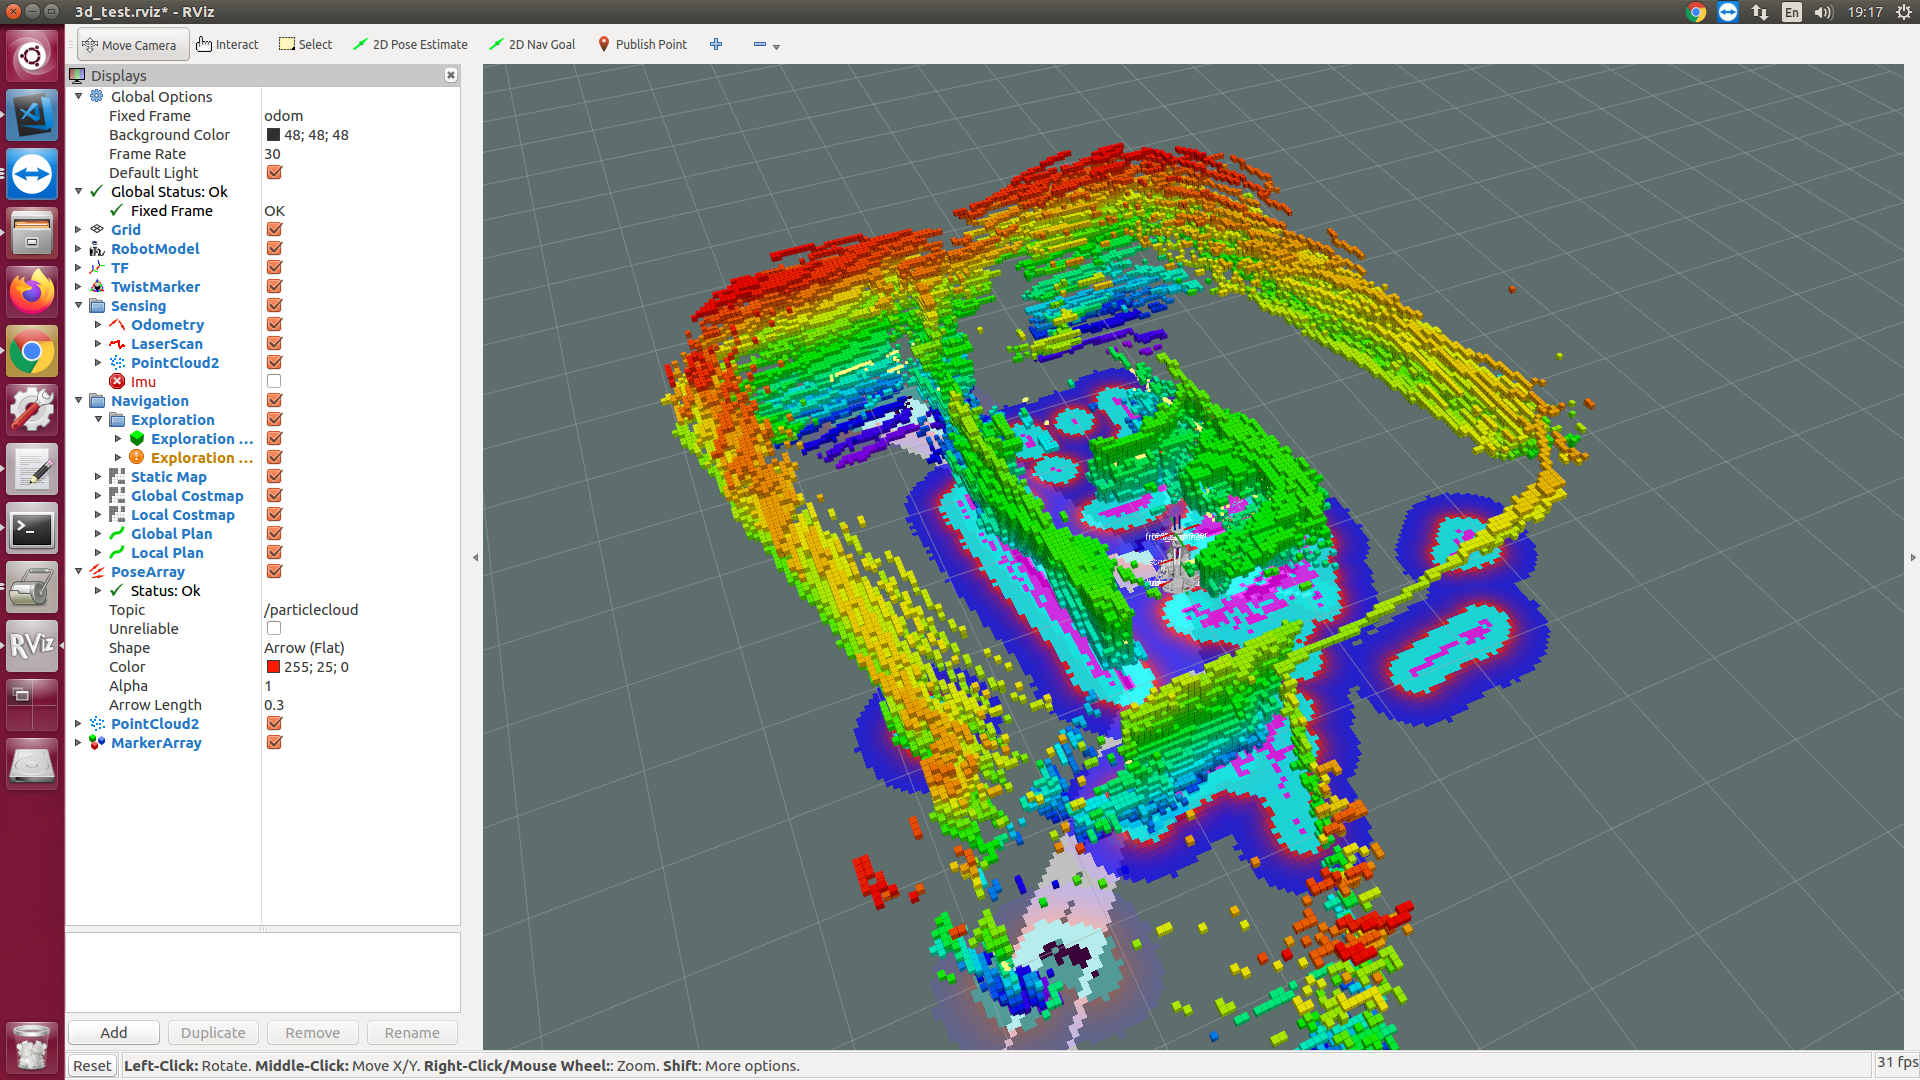 3d_test.rviz* - RViz
En
19:17
Move Camera
Interact
Select
2D Pose Estimate
2D Nav Goal
Publish Point
Displays
Global Options
Fixed Frame odom
Background Color 48; 48; 48
Frame Rate 30
Default Light
Global Status: Ok
Fixed Frame OK
Grid
RobotModel
TF
TwistMarker
Sensing
Odometry
LaserScan
PointCloud2
Imu
Navigation
Exploration
Exploration ...
Exploration ...
Static Map
Global Costmap
Local Costmap
Global Plan
Local Plan
PoseArray
Status: Ok
Topic /particlecloud
Unreliable
Shape Arrow (Flat)
Color 255; 25; 0
Alpha 1
Arrow Length 0.3
PointCloud2
MarkerArray
RViz
Add
Duplicate
Remove
Rename
Reset
Left-Click: Rotate. Middle-Click: Move X/Y. Right-Click/Mouse Wheel:: Zoom. Shift: More options.
31 fps